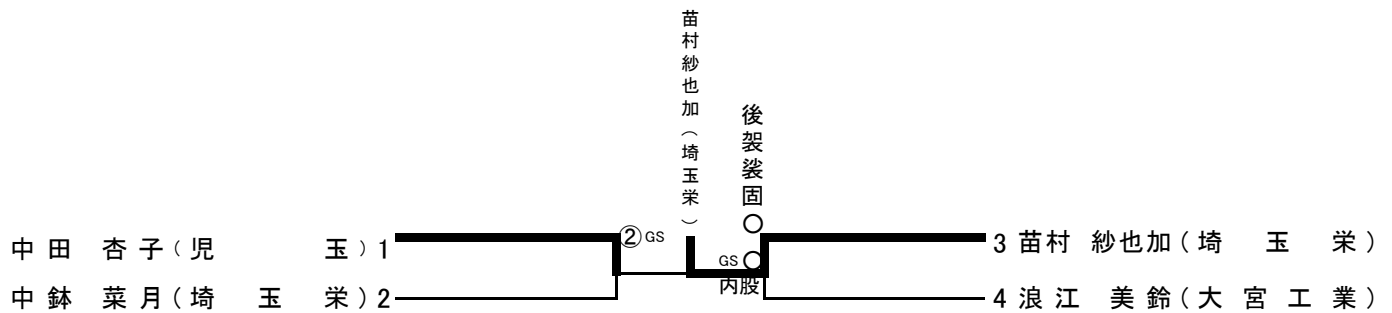 苗村紗也加(埼玉栄)
後袈裟固
○
②GS
中田 杏子(児 玉)1
3 苗村 紗也加(埼 玉 栄)
GS○
内股
中鉢 菜月(埼 玉 栄)2
4 浪江 美鈴(大宮工業)